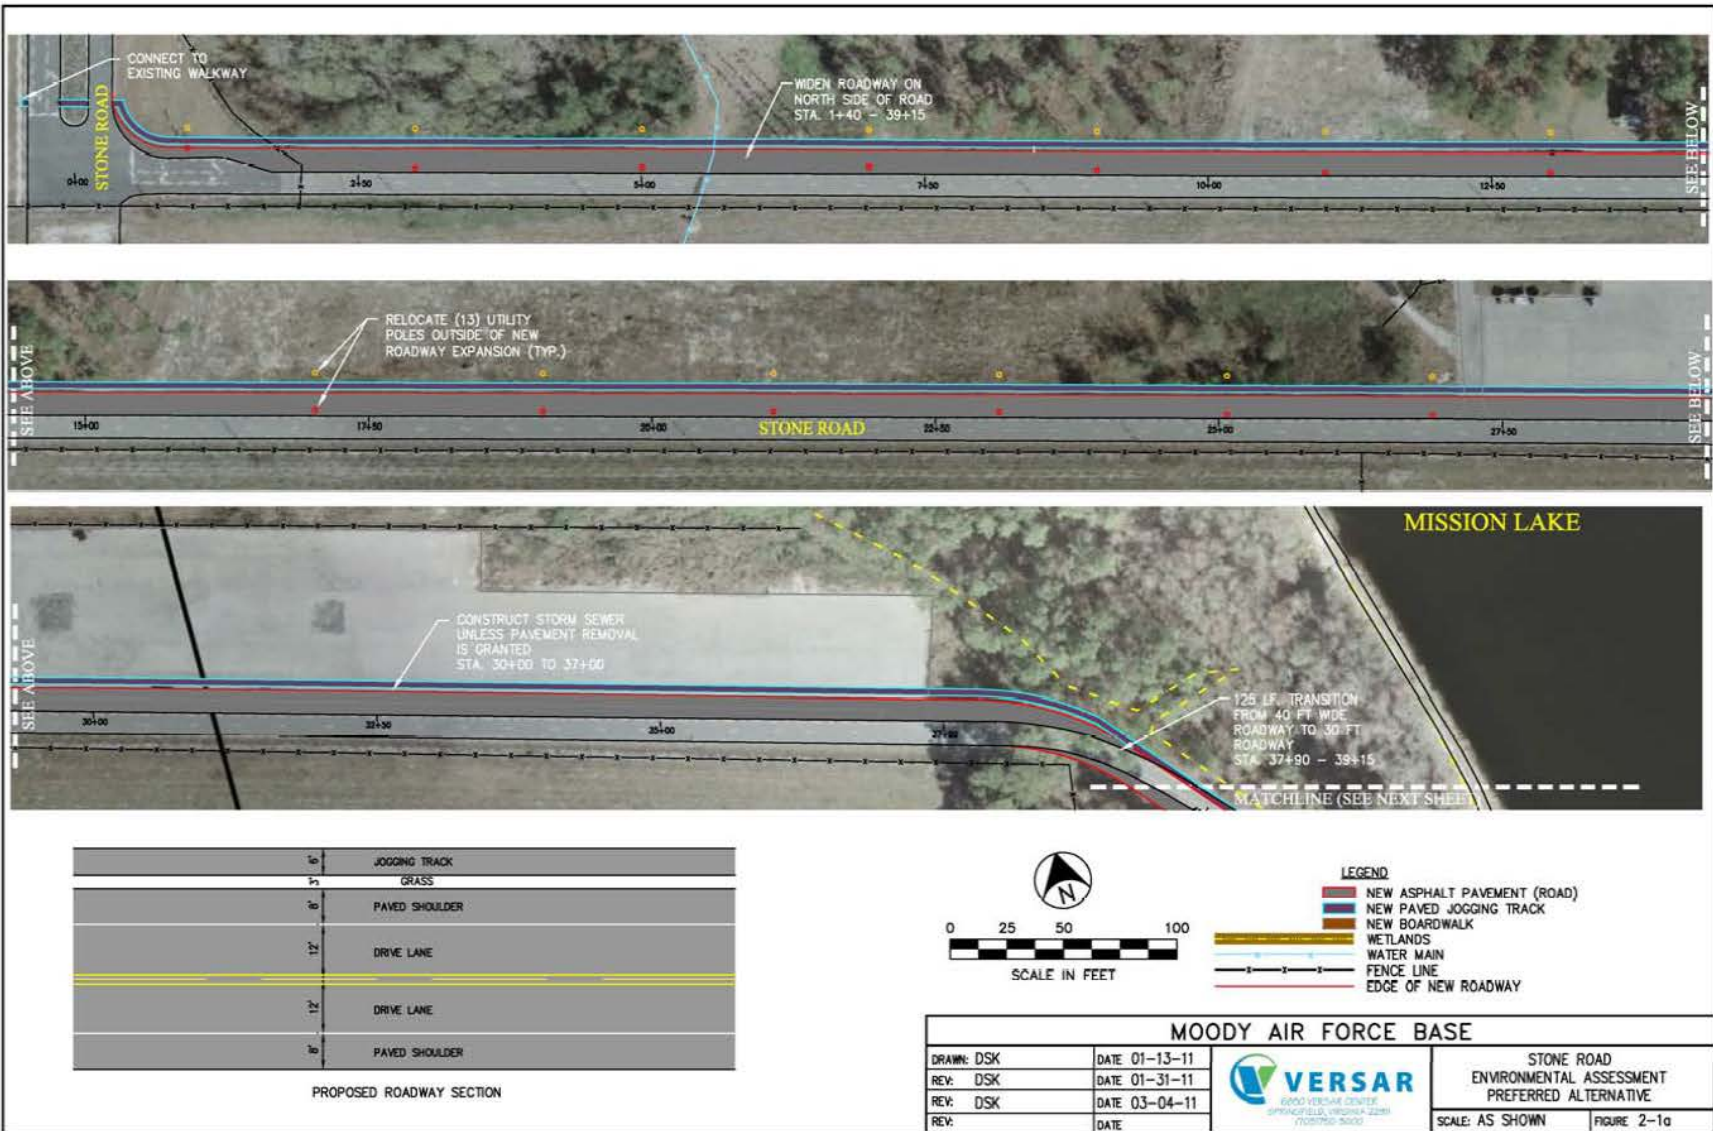 CONNECT TO
EXISTING WALKWAY
STONE ROAD
WIDEN ROADWAY ON
NORTH SIDE OF ROAD
STA. 1+40 - 39+15
SEE BELOW
0+00
2+50
5+00
7+50
10+00
12+50
RELOCATE (13) UTILITY
POLES OUTSIDE OF NEW
ROADWAY EXPANSION (TYP.)
SEE ABOVE
SEE BELOW
15+00
17+50
20+00
STONE ROAD
22+50
25+00
27+50
MISSION LAKE
CONSTRUCT STORM SEWER
UNLESS PAVEMENT REMOVAL
IS GRANTED
STA. 30+00 TO 37+00
SEE ABOVE
30+00
32+50
35+00
125 LF. TRANSITION
FROM 40 FT WIDE
ROADWAY TO 30 FT
ROADWAY
STA. 37+90 - 39+15
MATCHLINE (SEE NEXT SHEET)
6' JOGGING TRACK
3' GRASS
8' PAVED SHOULDER
12' DRIVE LANE
12' DRIVE LANE
8' PAVED SHOULDER
PROPOSED ROADWAY SECTION
N
0 25 50 100
SCALE IN FEET
LEGEND
NEW ASPHALT PAVEMENT (ROAD)
NEW PAVED JOGGING TRACK
NEW BOARDWALK
WETLANDS
WATER MAIN
FENCE LINE
EDGE OF NEW ROADWAY
MOODY AIR FORCE BASE
DRAWN: DSK DATE 01-13-11
REV: DSK DATE 01-31-11
REV: DSK DATE 03-04-11
REV: DATE
VERSAR
6850 VERSAR CENTER
SPRINGFIELD, VIRGINIA
STONE ROAD
ENVIRONMENTAL ASSESSMENT
PREFERRED ALTERNATIVE
SCALE: AS SHOWN FIGURE 2-1a